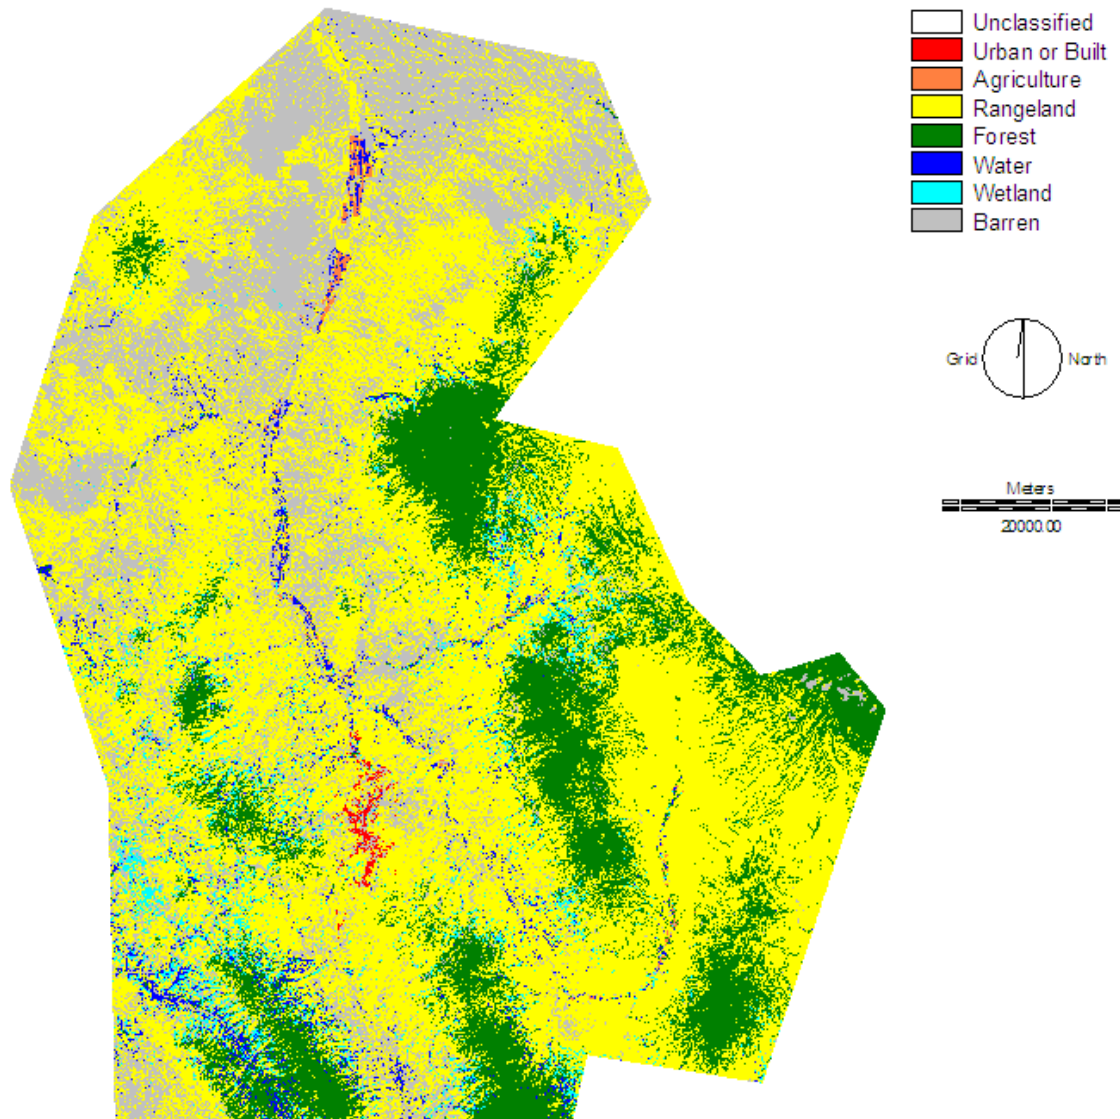 Unclassified
Urban or Built
Agriculture
Rangeland
Forest
Water
Wetland
Barren
Grid North
Meters
20000.00